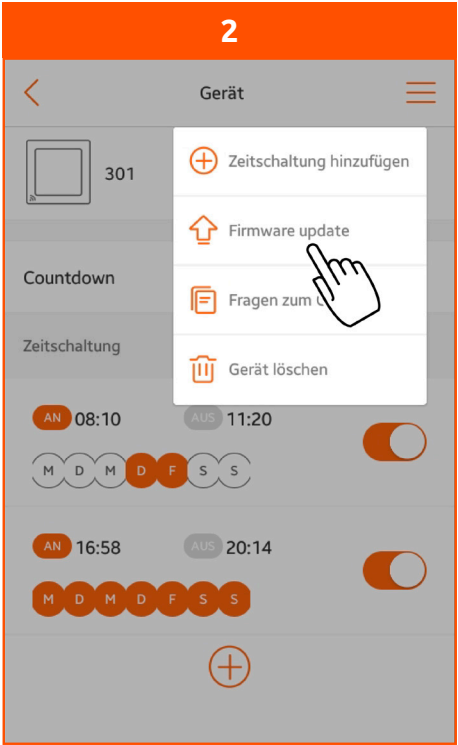 2
Gerät
301
Zeitschaltung hinzufügen
Firmware update
Countdown
Fragen zum
Zeitschaltung
Gerät löschen
AN 08:10 AUS 11:20
M D M D F S S
AN 16:58 AUS 20:14
M D M D F S S